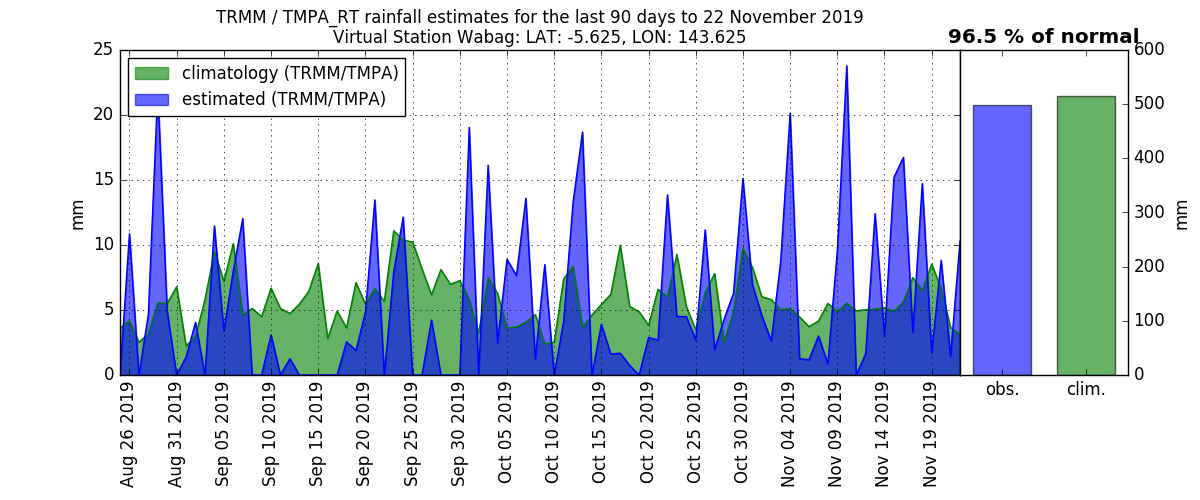 TRMM / TMPA_RT rainfall estimates for the last 90 days to 22 November 2019
Virtual Station Wabag: LAT: -5.625, LON: 143.625
96.5 % of normal
climatology (TRMM/TMPA)
estimated (TRMM/TMPA)
25
20
15
10
5
0
mm
Aug 26 2019
Aug 31 2019
Sep 05 2019
Sep 10 2019
Sep 15 2019
Sep 20 2019
Sep 25 2019
Sep 30 2019
Oct 05 2019
Oct 10 2019
Oct 15 2019
Oct 20 2019
Oct 25 2019
Oct 30 2019
Nov 04 2019
Nov 09 2019
Nov 14 2019
Nov 19 2019
obs.
clim.
600
500
400
300
200
100
0
mm